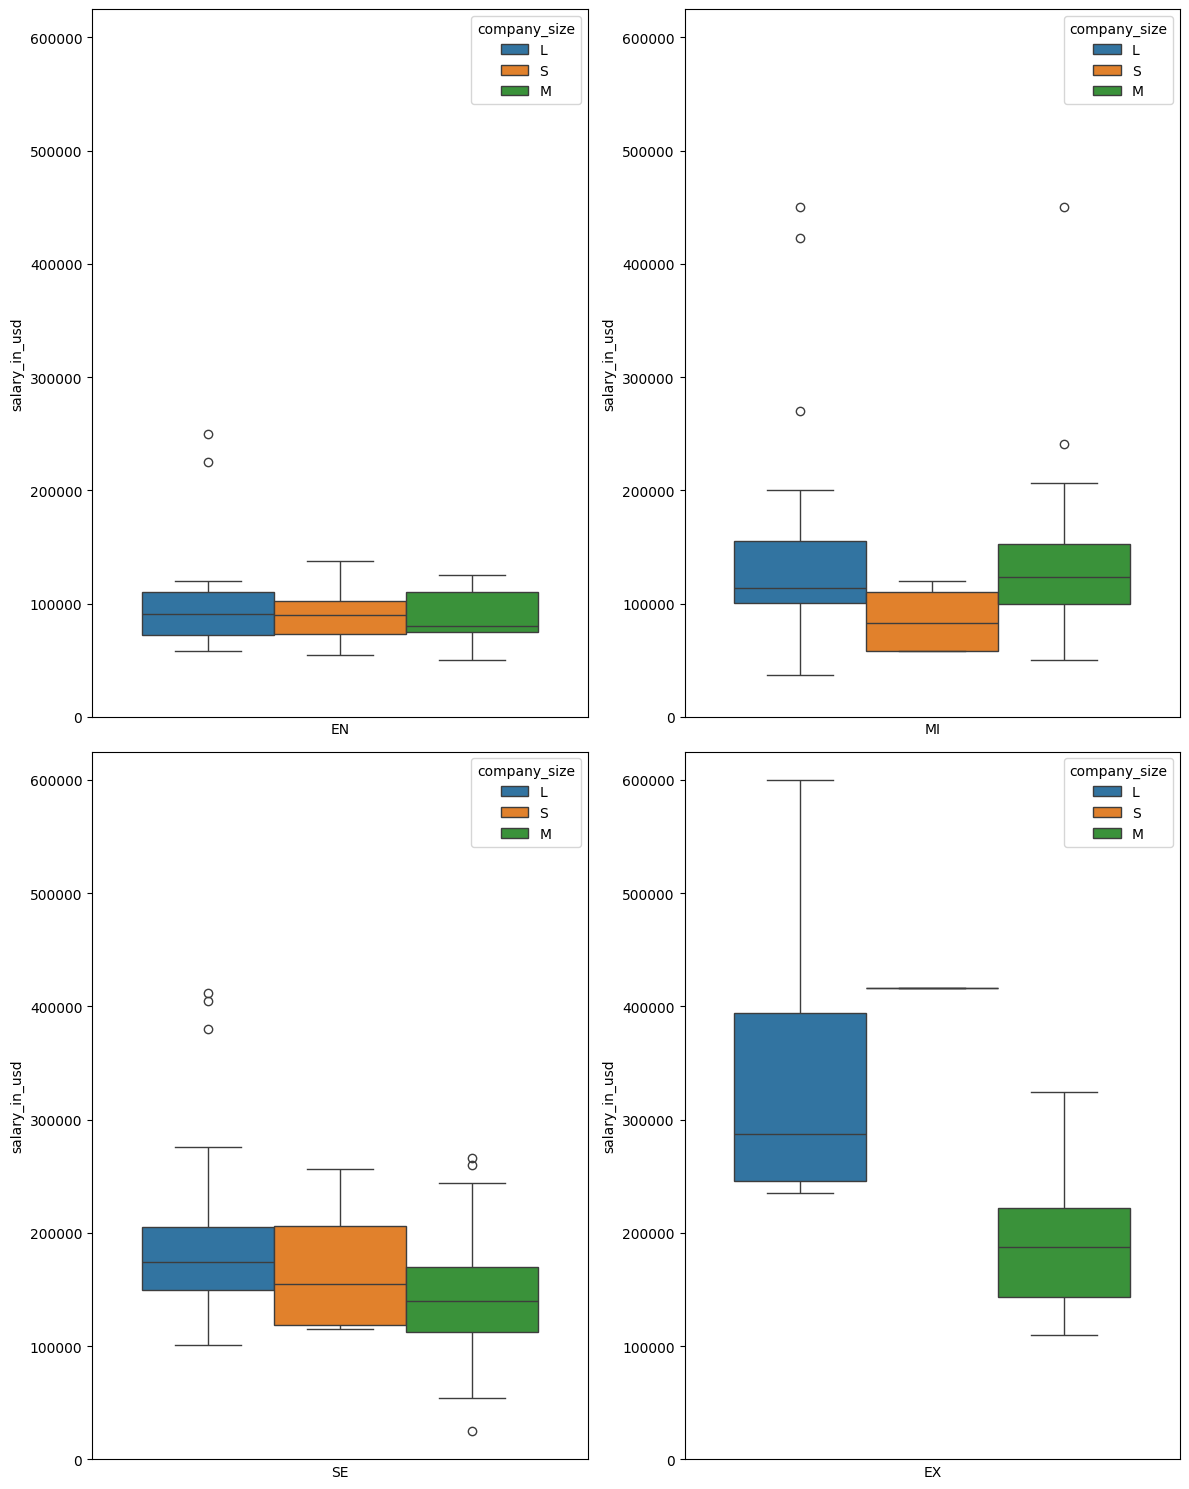 company_size
L
S
M
600000
500000
400000
300000
200000
100000
0
salary_in_usd
EN
company_size
L
S
M
600000
500000
400000
300000
200000
100000
0
salary_in_usd
MI
company_size
L
S
M
600000
500000
400000
300000
200000
100000
0
salary_in_usd
SE
company_size
L
S
M
600000
500000
400000
300000
200000
100000
0
salary_in_usd
EX